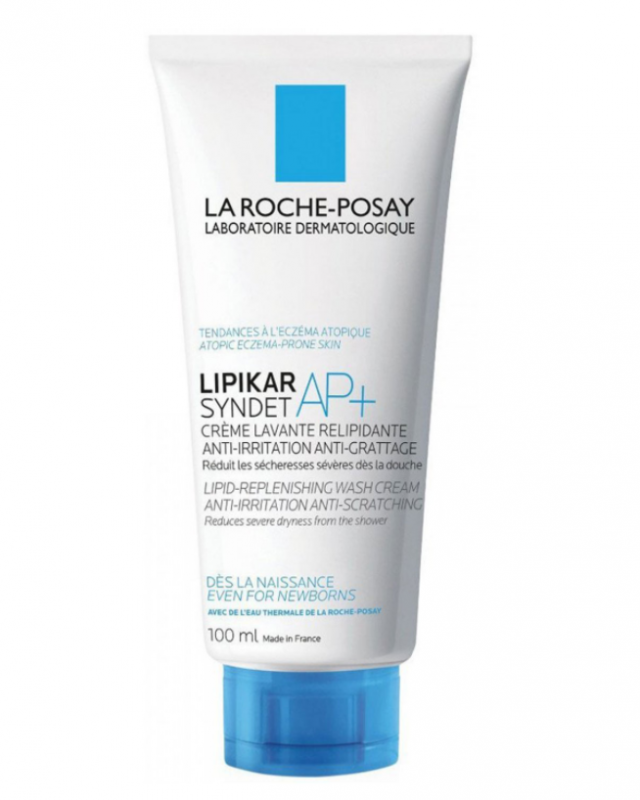 LA ROCHE-POSAY
LABORATOIRE DERMATOLOGIQUE
TENDANCES À L'ECZÉMA ATOPIQUE
ATOPIC ECZEMA-PRONE SKIN
LIPIKAR
SYNDET AP+
CRÈME LAVANTE RELIPIDANTE
ANTI-IRRITATION ANTI-GRATTAGE
Réduit les sécheresses sévères dès la douche
LIPID-REPLENISHING WASH CREAM
ANTI-IRRITATION ANTI-SCRATCHING
Reduces severe dryness from the shower
DÈS LA NAISSANCE
EVEN FOR NEWBORNS
AVEC DE L'EAU THERMALE DE LA ROCHE-POSAY
100 ml Made in France